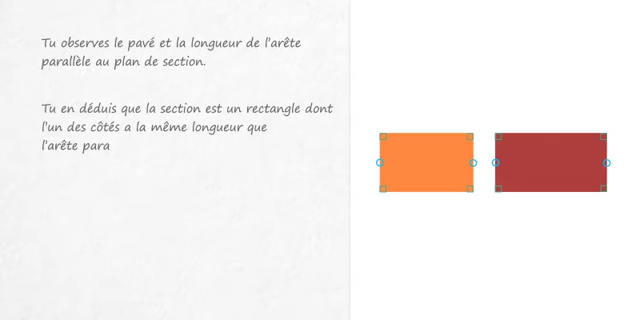 Tu observes le pavé et la longueur de l'arête
parallèle au plan de section.
Tu en déduis que la section est un rectangle dont
l'un des côtés a la même longueur que
l'arête para